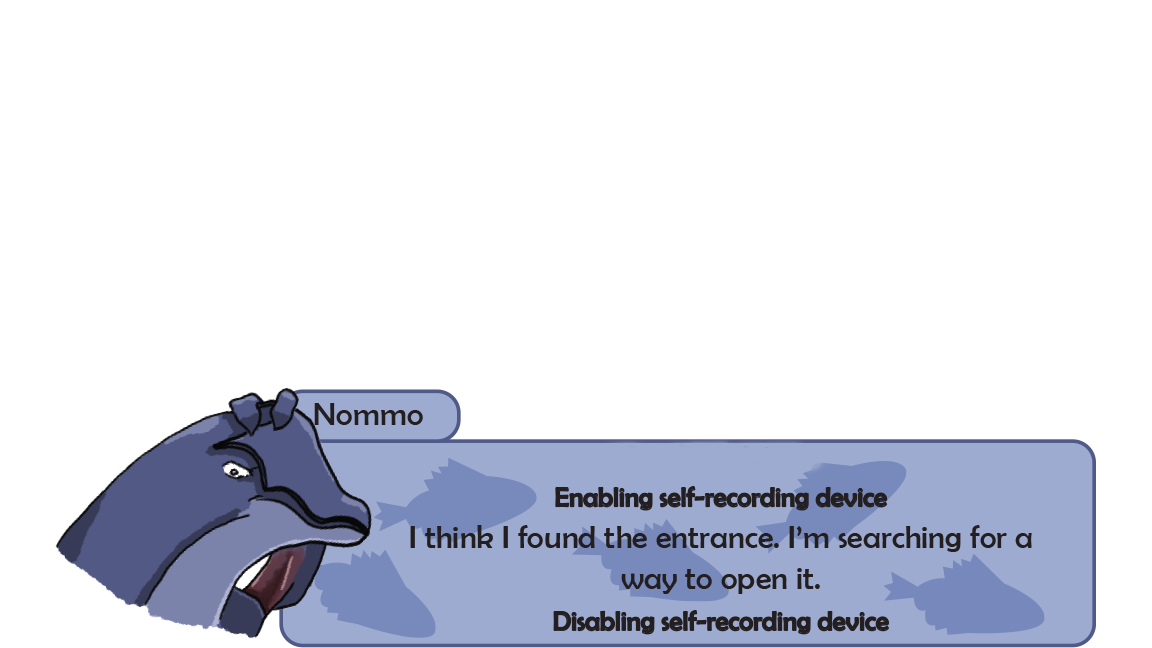 Nommo
Enabling self-recording device
I think I found the entrance. I'm searching for a
way to open it.
Disabling self-recording device